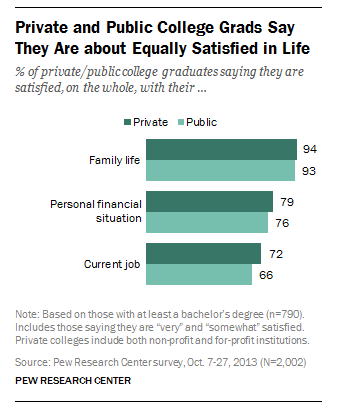 Private and Public College Grads Say
They Are about Equally Satisfied in Life
% of private/public college graduates saying they are
satisfied, on the whole, with their ...
Private Public
Family life 94
93
Personal financial situation 79
76
Current job 72
66
Note: Based on those with at least a bachelor's degree (n=790).
Includes those saying they are "very" and "somewhat" satisfied.
Private colleges include both non-profit and for-profit institutions.
Source: Pew Research Center survey, Oct. 7-27, 2013 (N=2,002)
PEW RESEARCH CENTER